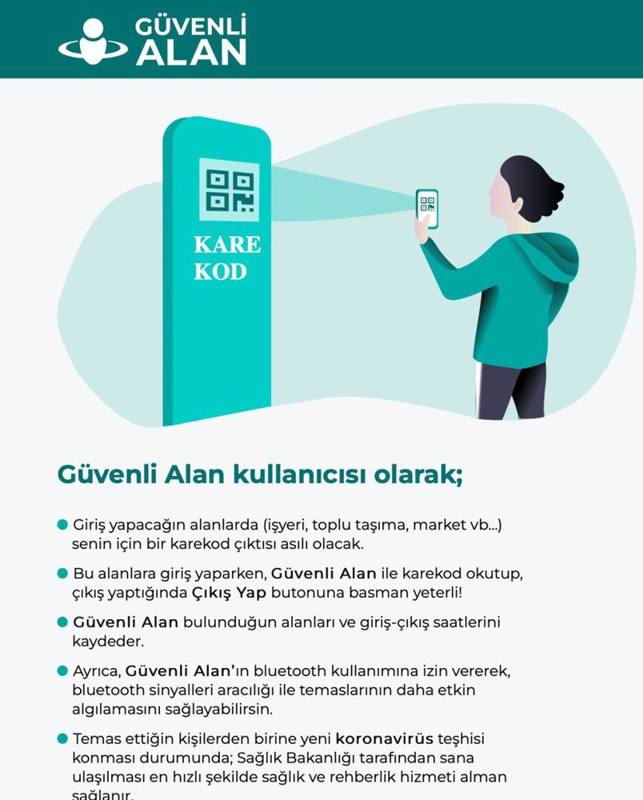 GÜVENLİ
ALAN
KARE
KOD
Güvenli Alan kullanıcısı olarak;
Giriş yapacağın alanlarda (işyeri, toplu taşıma, market vb...)
senin için bir karekod çıktısı asılı olacak.
Bu alanlara giriş yaparken, Güvenli Alan ile karekod okutup,
çıkış yaptığında Çıkış Yap butonuna basman yeterli!
Güvenli Alan bulunduğun alanları ve giriş-çıkış saatlerini
kaydeder.
Ayrıca, Güvenli Alan'ın bluetooth kullanımına izin vererek,
bluetooth sinyalleri aracılığı ile temaslarının daha etkin
algılamasını sağlayabilirsin.
Temas ettiğin kişilerden birine yeni koronavirüs teşhisi
konması durumunda; Sağlık Bakanlığı tarafından sana
ulaşılması en hızlı şekilde sağlık ve rehberlik hizmeti alman
sağlanır.